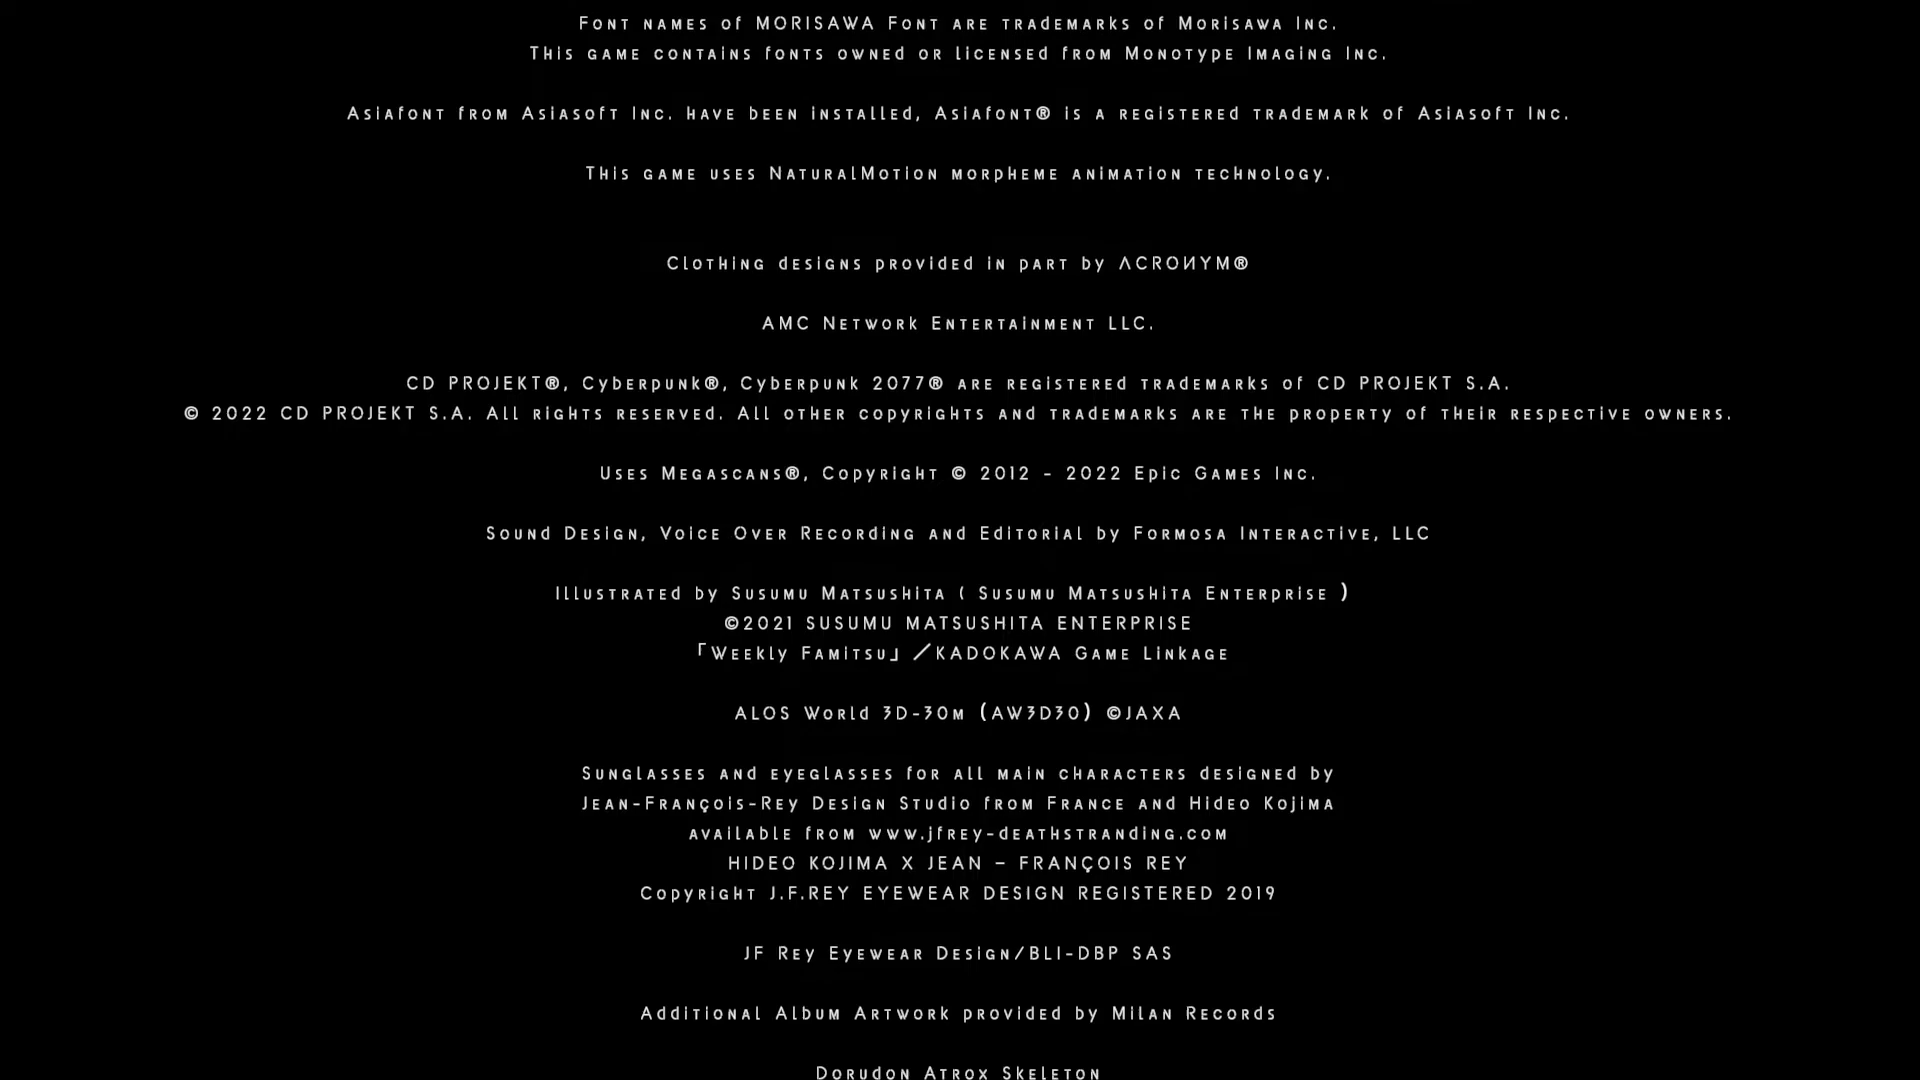 Font names of MORISAWA Font are trademarks of Morisawa Inc.
This game contains fonts owned or licensed from Monotype Imaging Inc.
Asiafont from Asiasoft Inc. have been installed, Asiafont® is a registered trademark of Asiasoft Inc.
This game uses NaturalMotion morpheme animation technology.
Clothing designs provided in part by ΛCROИYM®
AMC Network Entertainment LLC.
CD PROJEKT®, Cyberpunk®, Cyberpunk 2077® are registered trademarks of CD PROJEKT S.A.
© 2022 CD PROJEKT S.A. All rights reserved. All other copyrights and trademarks are the property of their respective owners.
Uses Megascans®, Copyright © 2012 - 2022 Epic Games Inc.
Sound Design, Voice Over Recording and Editorial by Formosa Interactive, LLC
Illustrated by Susumu Matsushita ( Susumu Matsushita Enterprise )
©2021 SUSUMU MATSUSHITA ENTERPRISE
「Weekly Famitsu」／KADOKAWA Game Linkage
ALOS World 3D-30m (AW3D30) ©JAXA
Sunglasses and eyeglasses for all main characters designed by
Jean-François-Rey Design Studio from France and Hideo Kojima
available from www.jfrey-deathstranding.com
HIDEO KOJIMA X JEAN – FRANÇOIS REY
Copyright J.F.REY EYEWEAR DESIGN REGISTERED 2019
JF Rey Eyewear Design/BLI-DBP SAS
Additional Album Artwork provided by Milan Records
Dorudon Atrox Skeleton